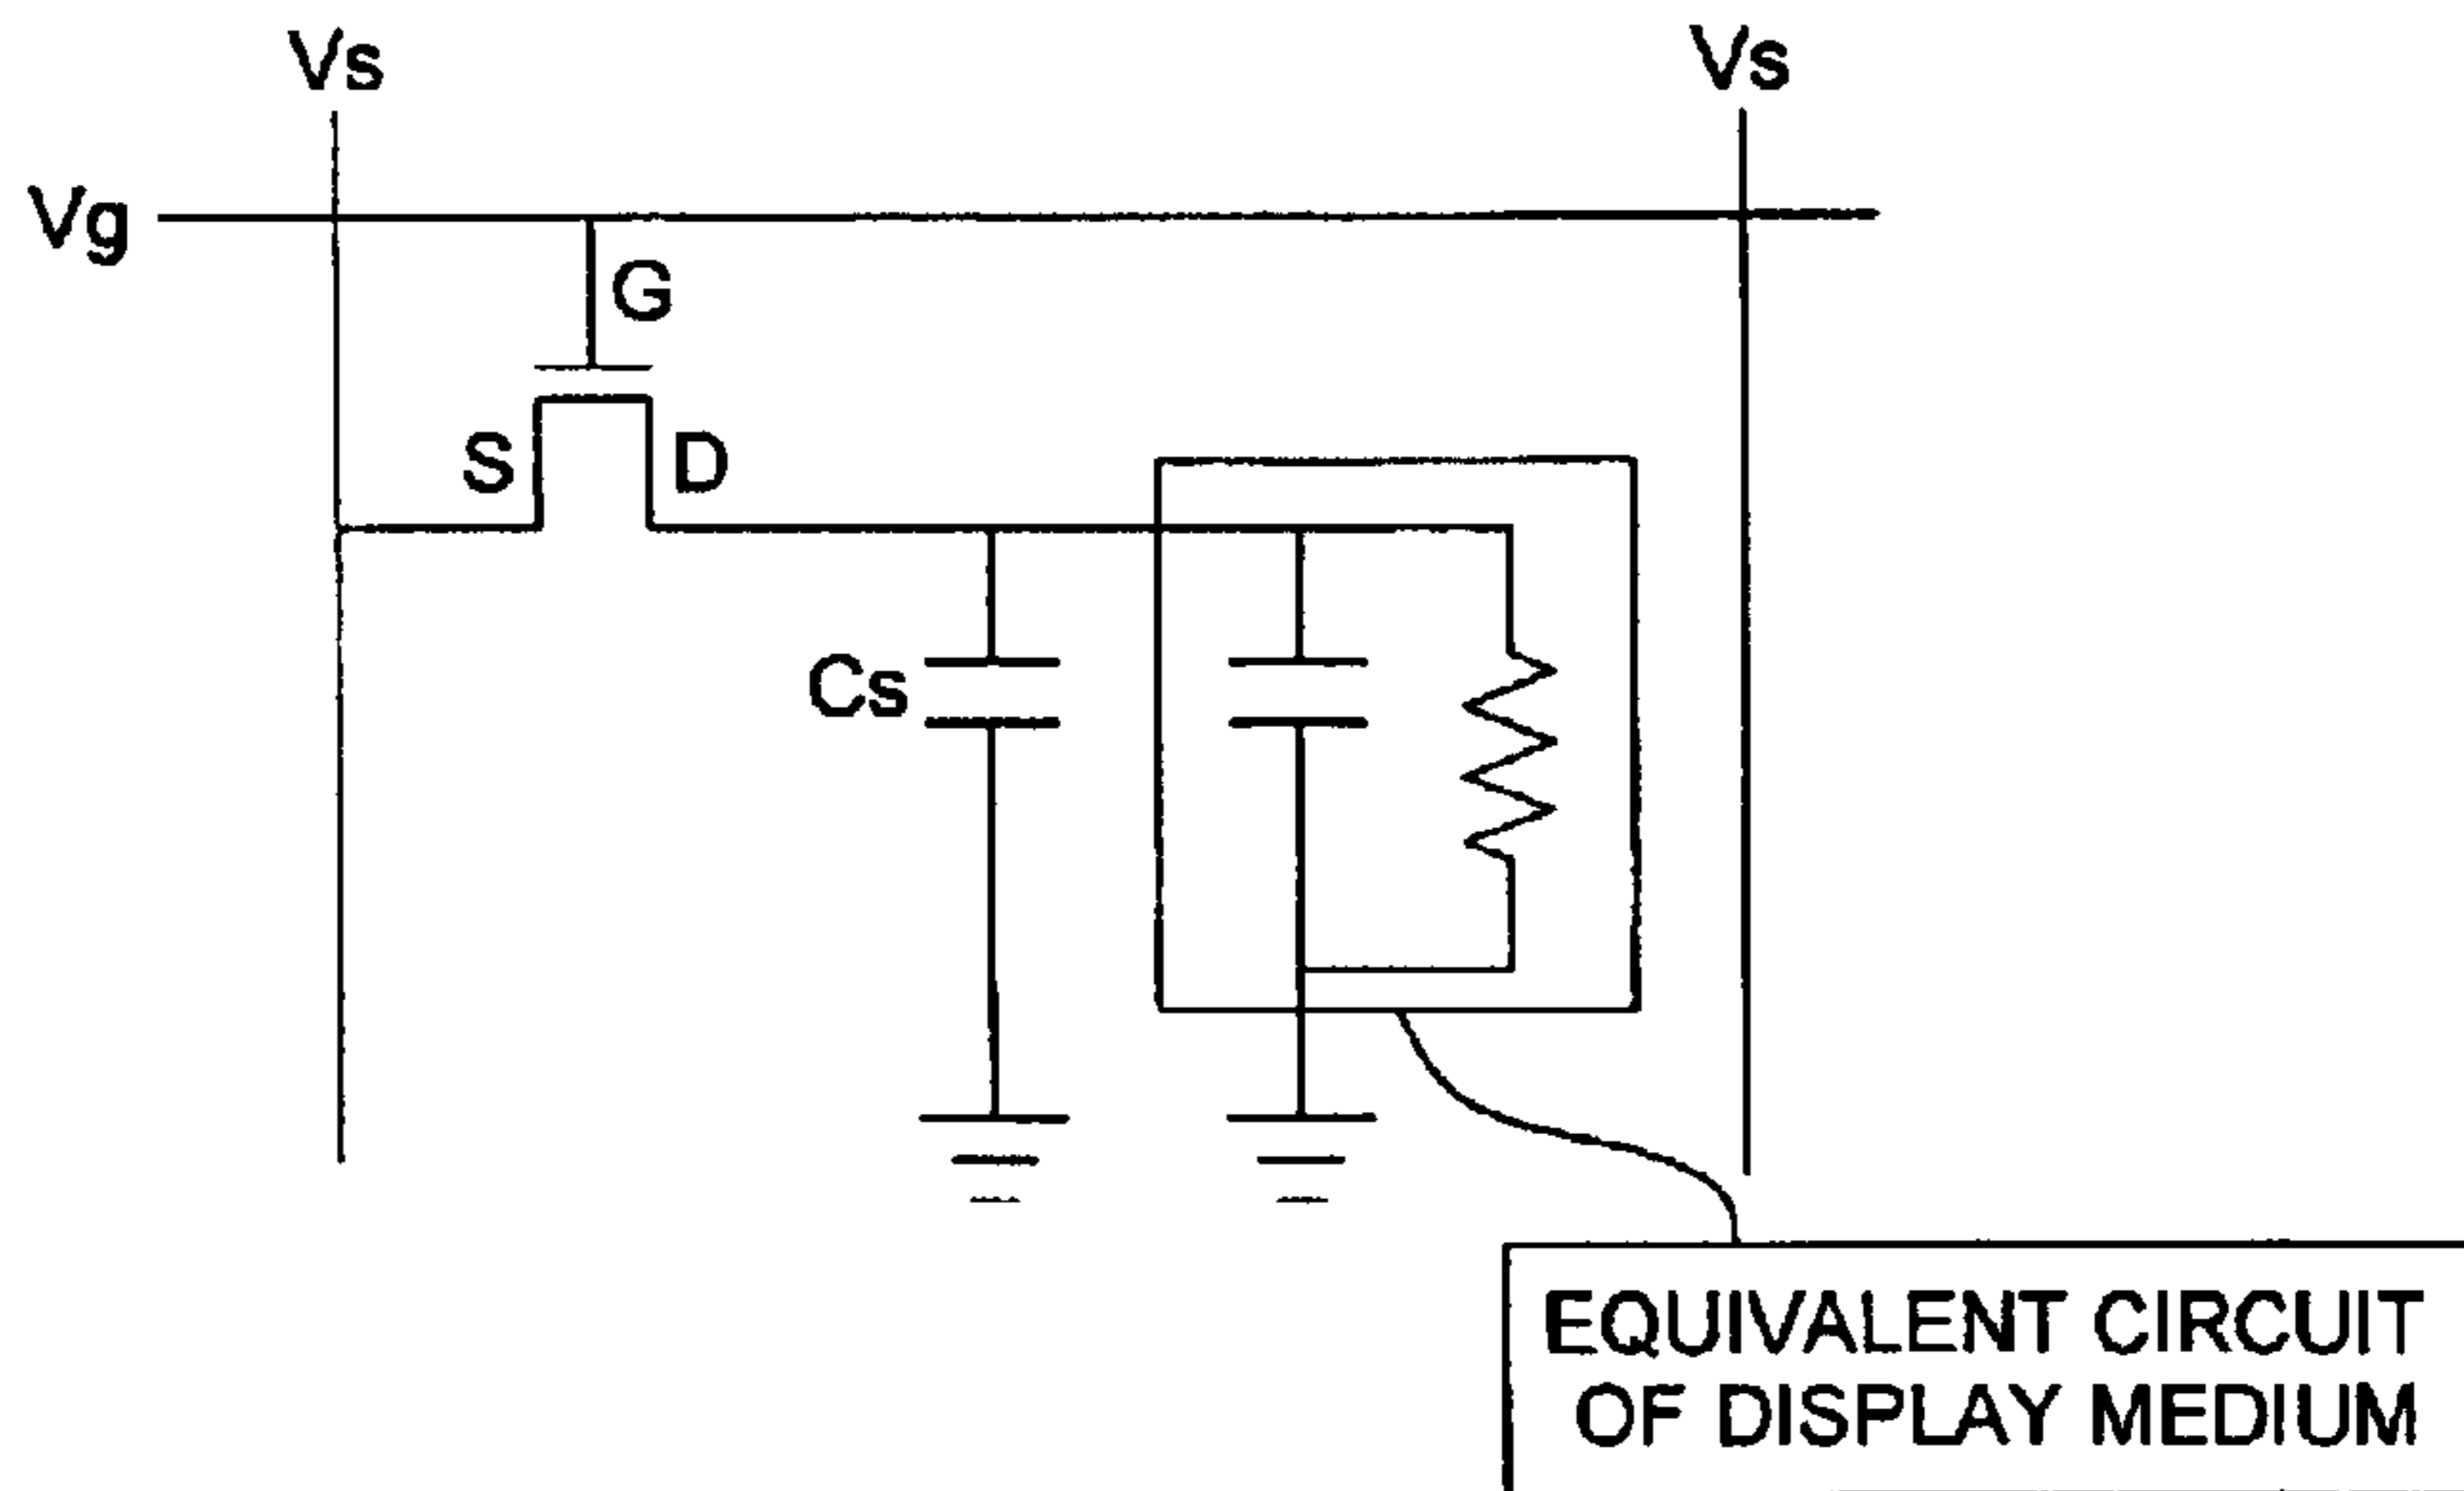 Vs
Vs
Vg
G
S
D
Cs
EQUIVALENT CIRCUIT
OF DISPLAY MEDIUM